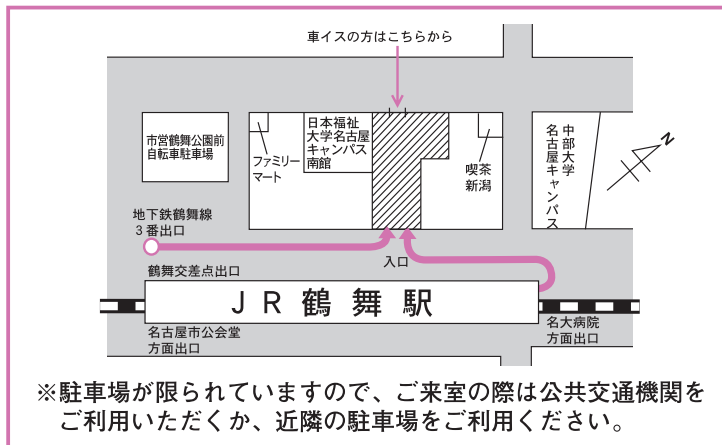 車イスの方はこちらから
市営鶴舞公園前
自転車駐車場
ファミリー
マート
日本福祉
大学名古屋
キャンパス
南館
喫茶
新潟
中部大学
名古屋キャンパス
N
地下鉄鶴舞線
3番出口
入口
鶴舞交差点出口
JR鶴舞駅
名古屋市公会堂
方面出口
名大病院
方面出口
※駐車場が限られていますので、ご来室の際は公共交通機関を
ご利用いただくか、近隣の駐車場をご利用ください。